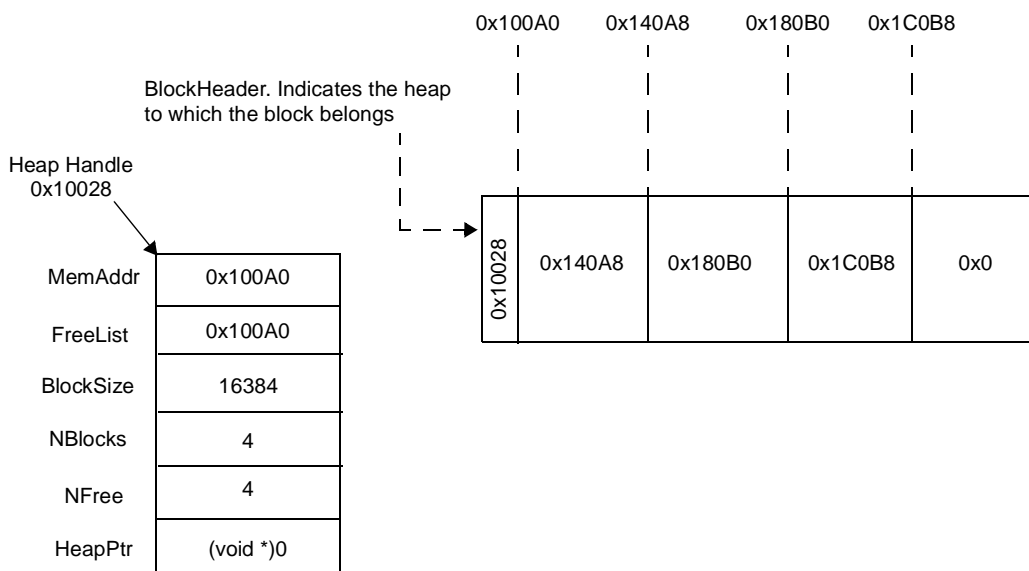 0x100A0 0x140A8 0x180B0 0x1C0B8
BlockHeader. Indicates the heap
to which the block belongs
Heap Handle
0x10028
0x10028 0x140A8 0x180B0 0x1C0B8 0x0
MemAddr 0x100A0
FreeList 0x100A0
BlockSize 16384
NBlocks 4
NFree 4
HeapPtr (void *)0